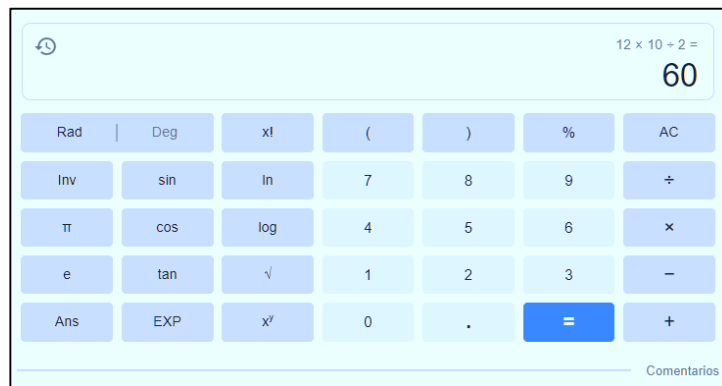 12 × 10 ÷ 2 =
60
Rad | Deg x! ( ) % AC
Inv sin ln 7 8 9 ÷
π cos log 4 5 6 ×
e tan √ 1 2 3 −
Ans EXP xʸ 0 . = +
Comentarios